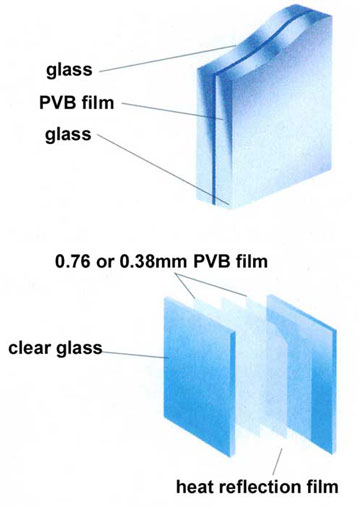 glass
PVB film
glass
0.76 or 0.38mm PVB film
clear glass
heat reflection film